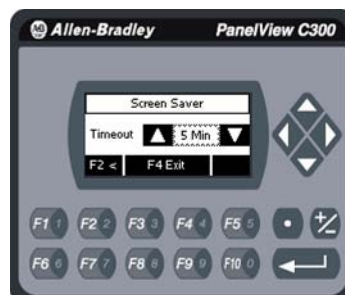 AB Allen-Bradley PanelView C300
Screen Saver
Timeout 5 Min
F2 < F4 Exit
F1 1 F2 2 F3 3 F4 4 F5 5 • +/-
F6 6 F7 7 F8 8 F9 9 F10 0